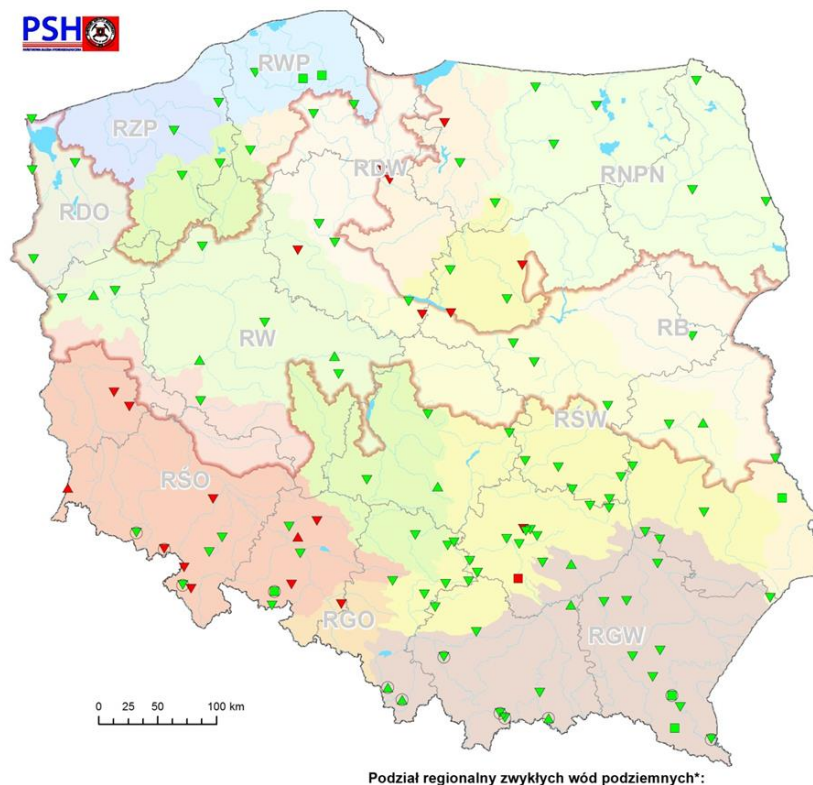 PSH
RWP
RZP
RDW
RNPN
RDO
RW
RB
RŚW
RŚO
RGO
RGW
0 25 50 100 km
Podział regionalny zwykłych wód podziemnych*: